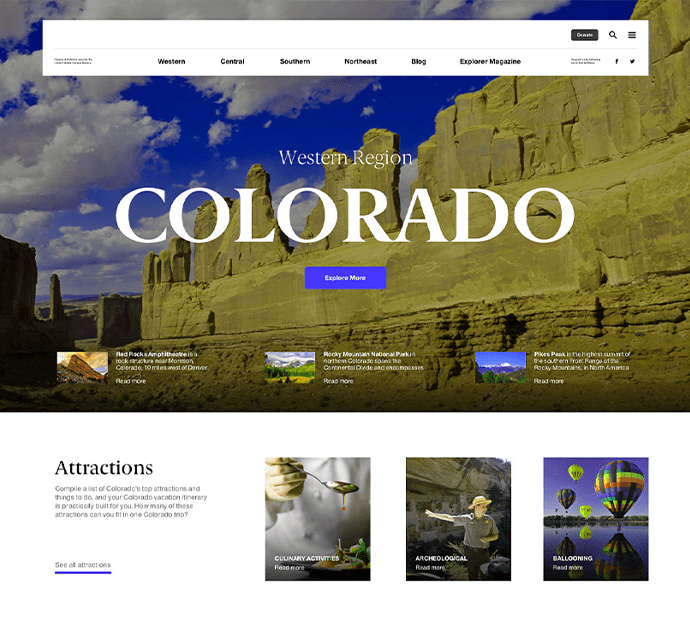 Donate
Western Central Southern Northeast Blog Explorer Magazine
Western Region
COLORADO
Explore More
Red Rocks Amphitheatre is a
rock structure near Morrison,
Colorado, 10 miles west of Denver
Read more
Rocky Mountain National Park in
northern Colorado spans the
Continental Divide and encompasses
Read more
Pikes Peak is the highest summit of
the southern Front Range of the
Rocky Mountains, in North America
Read more
Attractions
Compile a list of Colorado's top attractions and
things to do, and your Colorado vacation itinerary
is practically built for you. How many of these
attractions can you fit in one Colorado trip?
See all attractions
CULINARY ACTIVITIES
Read more
ARCHEOLOGICAL
Read more
BALLOONING
Read more